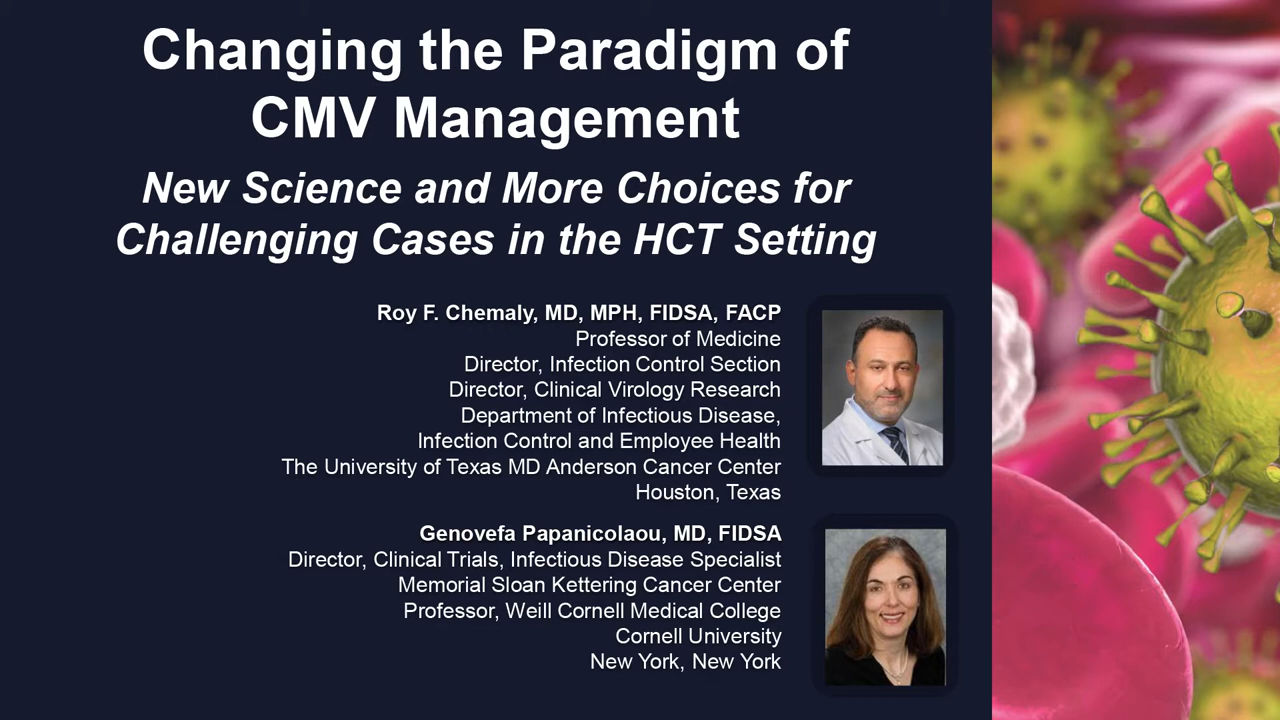 Changing the Paradigm of
CMV Management
New Science and More Choices for
Challenging Cases in the HCT Setting
Roy F. Chemaly, MD, MPH, FIDSA, FACP
Professor of Medicine
Director, Infection Control Section
Director, Clinical Virology Research
Department of Infectious Disease,
Infection Control and Employee Health
The University of Texas MD Anderson Cancer Center
Houston, Texas
Genovefa Papanicolaou, MD, FIDSA
Director, Clinical Trials, Infectious Disease Specialist
Memorial Sloan Kettering Cancer Center
Professor, Weill Cornell Medical College
Cornell University
New York, New York